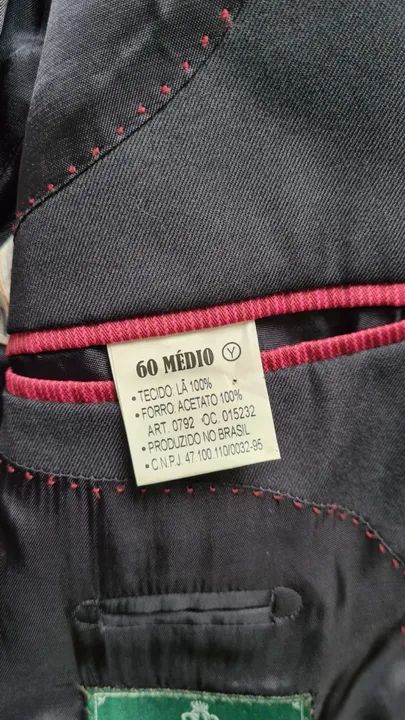 60 MÉDIO Y
• TECIDO: LÃ 100%
• FORRO: ACETATO 100%
ART. 0792 OC. 015232
• PRODUZIDO NO BRASIL
• C.N.P.J. 47.100.110/0032-95